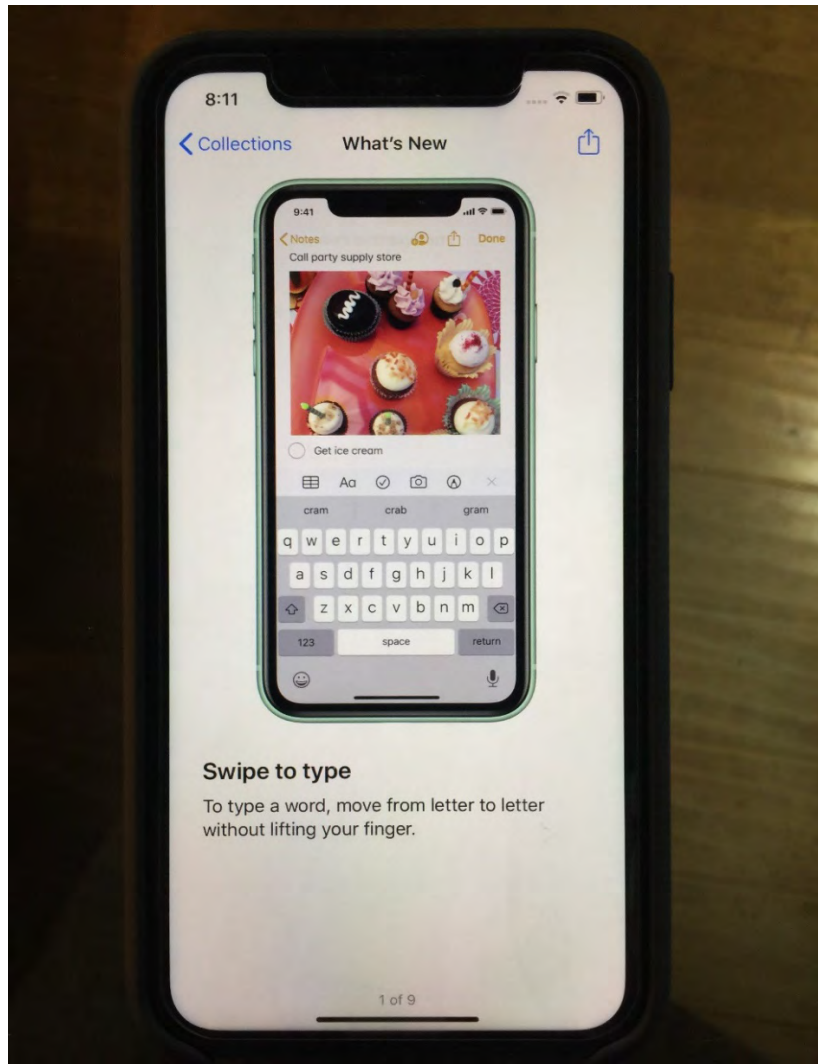 8:11
Collections What's New
9:41
Notes Done
Call party supply store
Get ice cream
Aa
cram crab gram
q w e r t y u i o p
a s d f g h j k l
z x c v b n m
123 space return
Swipe to type
To type a word, move from letter to letter
without lifting your finger.
1 of 9